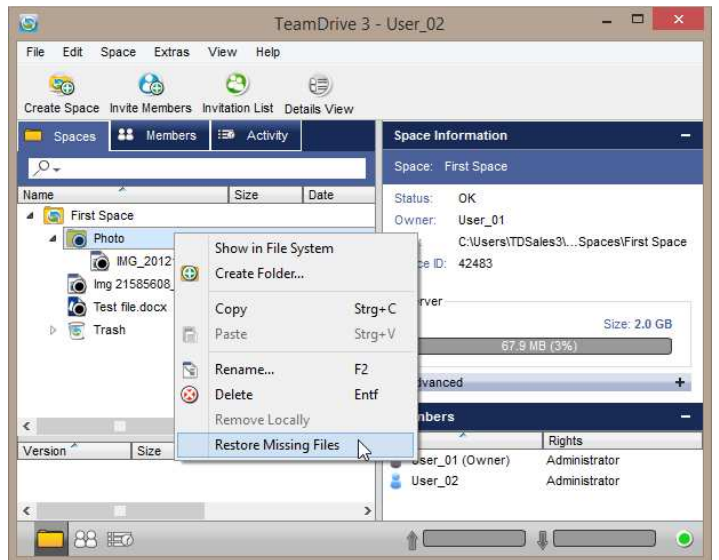 TeamDrive 3 - User_02
File Edit Space Extras View Help
Create Space Invite Members Invitation List Details View
Spaces Members Activity
Name Size Date
First Space
Photo
IMG_2012
Img 21585608_
Test file.docx
Trash
Show in File System
Create Folder...
Copy Strg+C
Paste Strg+V
Rename... F2
Delete Entf
Remove Locally
Restore Missing Files
Version Size
Space Information
Space: First Space
Status: OK
Owner: User_01
C:\Users\TDSales3\...Spaces\First Space
ce ID: 42483
rver
Size: 2.0 GB
67.9 MB (3%)
vanced
nbers
Rights
User_01 (Owner) Administrator
User_02 Administrator